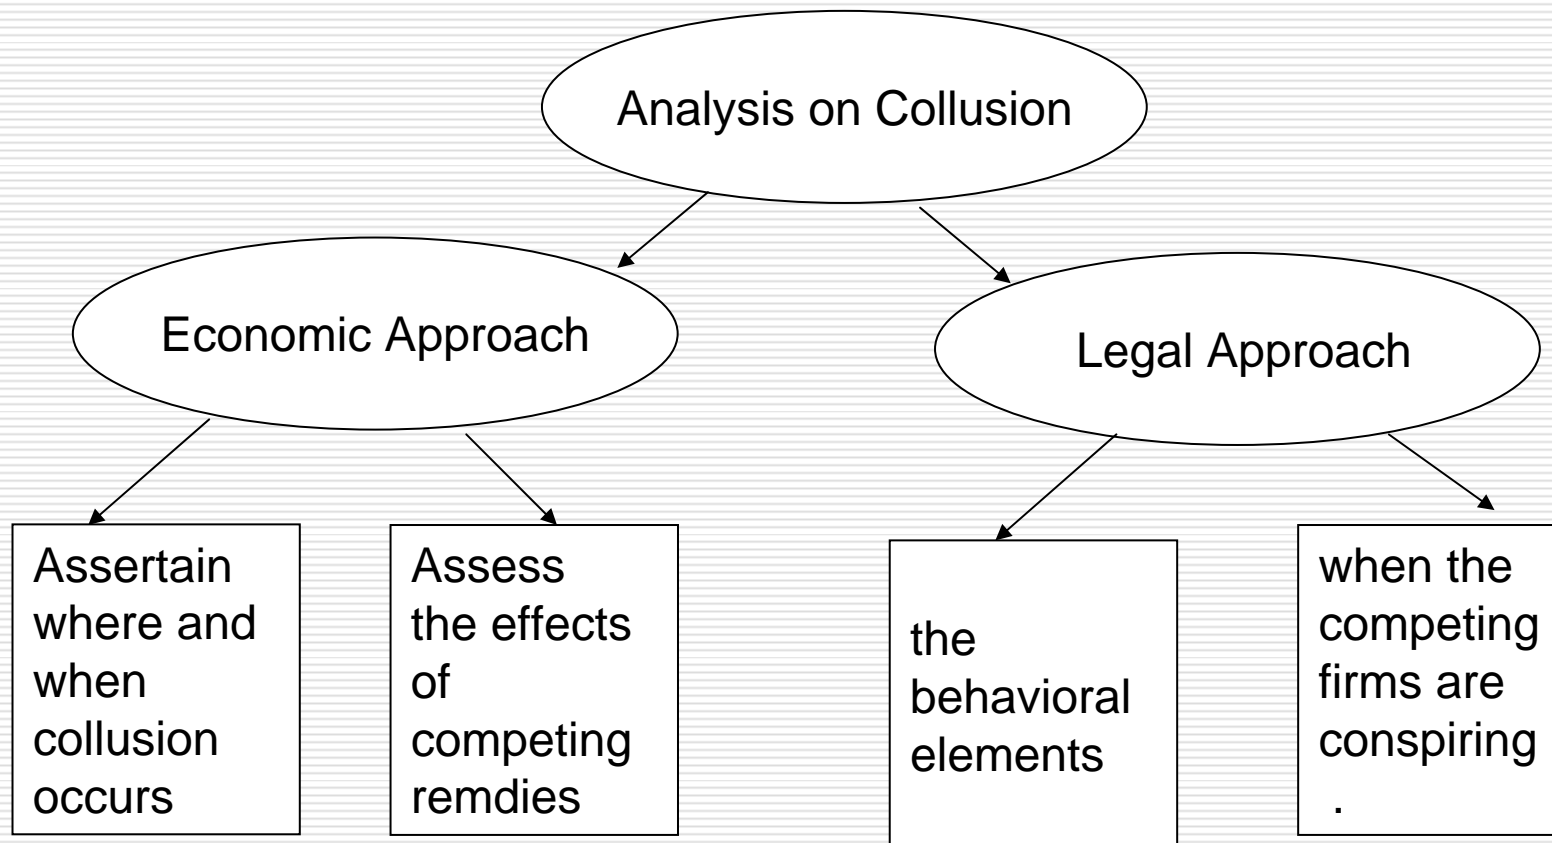 Analysis on Collusion
Economic Approach
Legal Approach
Assertain
where and
when
collusion
occurs
Assess
the effects
of
competing
remdies
the
behavioral
elements
when the
competing
firms are
conspiring
.